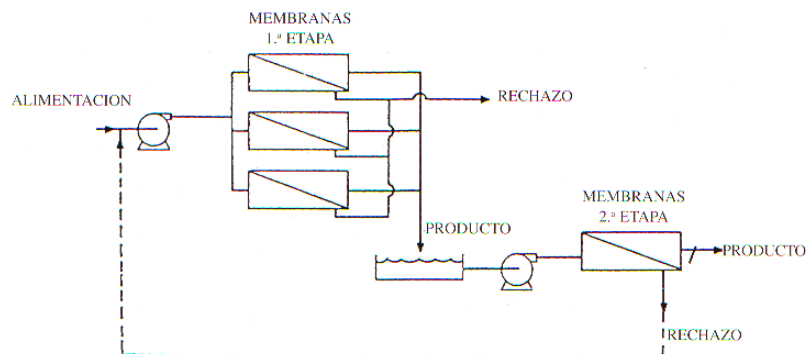 MEMBRANAS
1.ª ETAPA
ALIMENTACION
RECHAZO
MEMBRANAS
2.ª ETAPA
PRODUCTO
PRODUCTO
RECHAZO